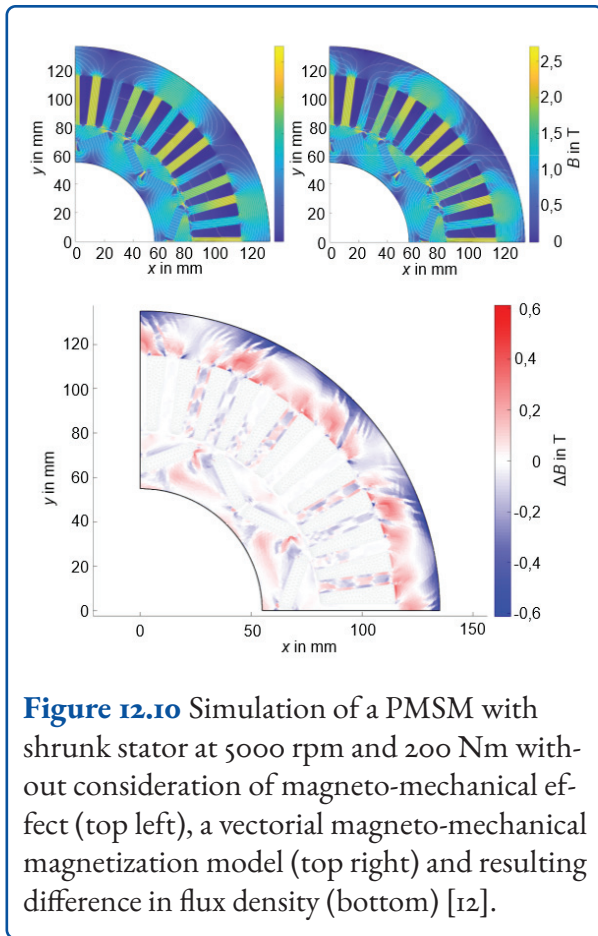 120
100
80
60
40
20
0
y in mm
0 20 40 60 80 100 120
x in mm
120
100
80
60
40
20
0
y in mm
0 20 40 60 80 100 120
x in mm
2,5
2,0
1,5
1,0
0,5
0
B in T
120
100
80
60
40
20
0
y in mm
0 50 100 150
x in mm
0,6
0,4
0,2
0
-0,2
-0,4
-0,6
ΔB in T
Figure 12.10 Simulation of a PMSM with
shrunk stator at 5000 rpm and 200 Nm with-
out consideration of magneto-mechanical ef-
fect (top left), a vectorial magneto-mechanical
magnetization model (top right) and resulting
difference in flux density (bottom) [12].